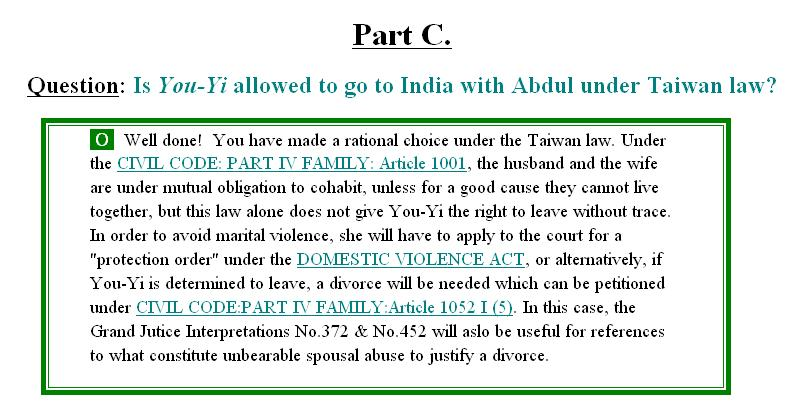 Part C.
Question: Is You-Yi allowed to go to India with Abdul under Taiwan law?
O Well done! You have made a rational choice under the Taiwan law. Under
the CIVIL CODE: PART IV FAMILY: Article 1001, the husband and the wife
are under mutual obligation to cohabit, unless for a good cause they cannot live
together, but this law alone does not give You-Yi the right to leave without trace.
In order to avoid marital violence, she will have to apply to the court for a
"protection order" under the DOMESTIC VIOLENCE ACT, or alternatively, if
You-Yi is determined to leave, a divorce will be needed which can be petitioned
under CIVIL CODE:PART IV FAMILY:Article 1052 I (5). In this case, the
Grand Jutice Interpretations No.372 & No.452 will aslo be useful for references
to what constitute unbearable spousal abuse to justify a divorce.